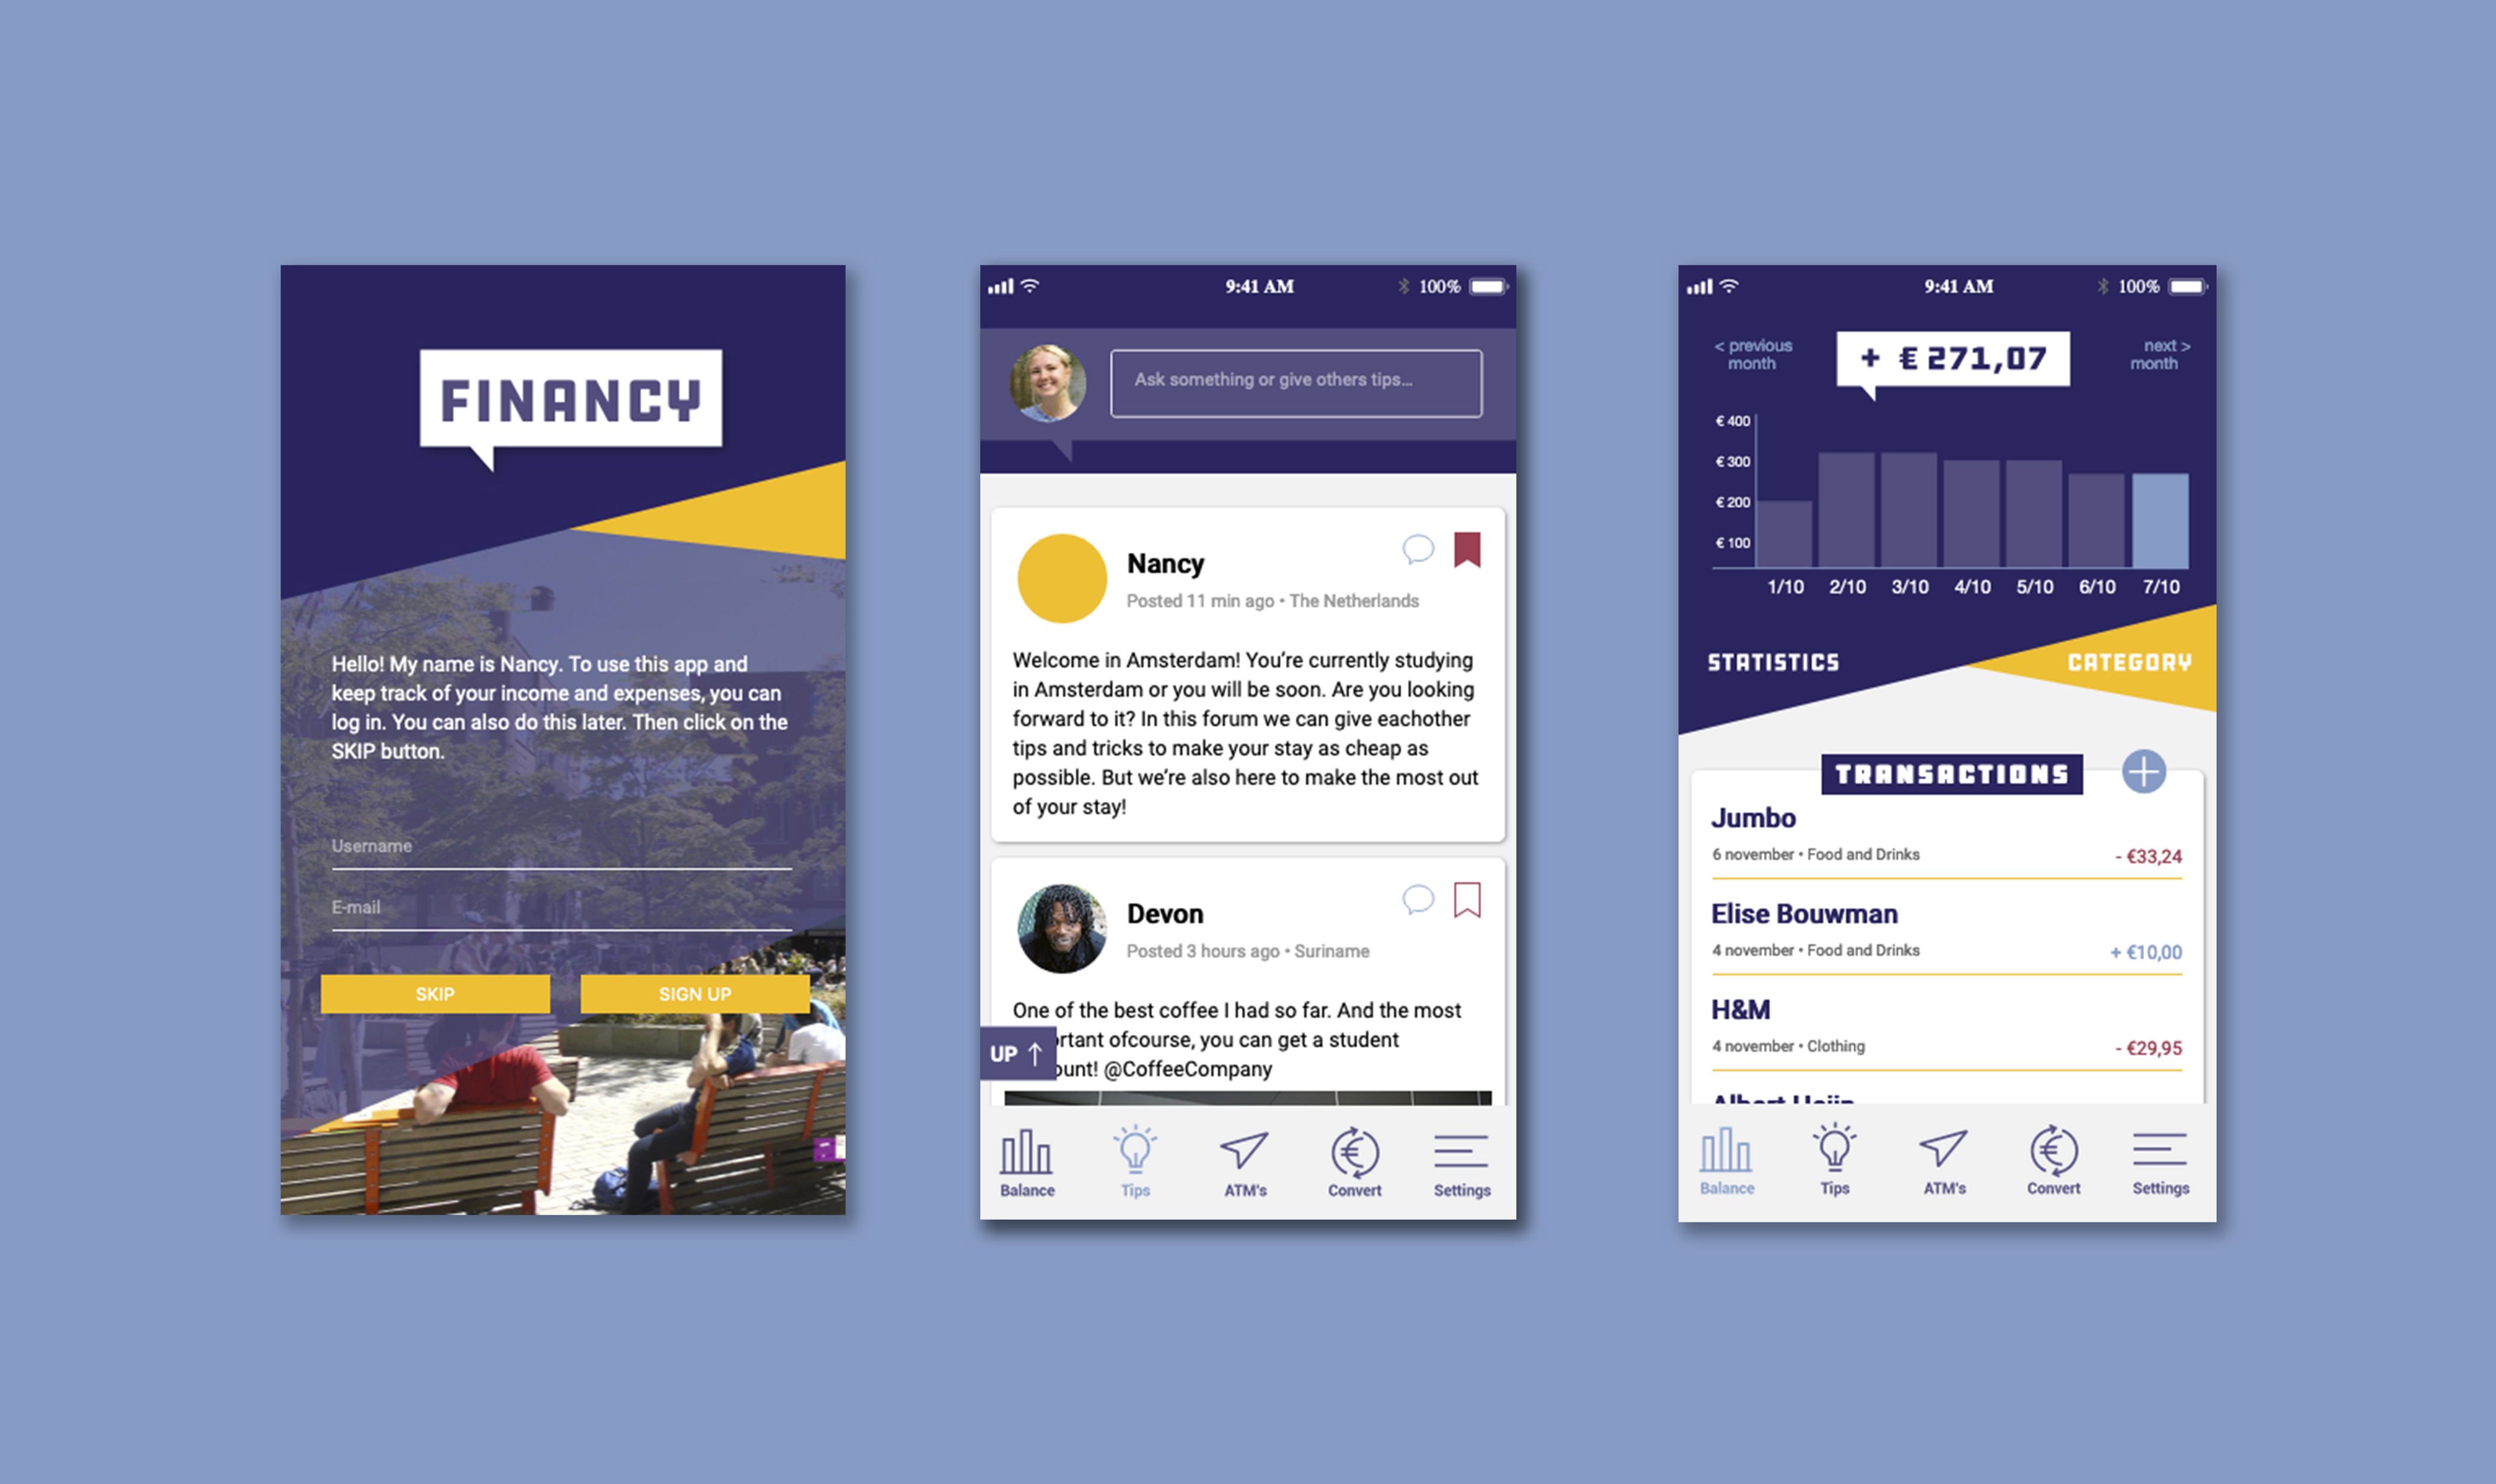 FINANCY
Hello! My name is Nancy. To use this app and
keep track of your income and expenses, you can
log in. You can also do this later. Then click on the
SKIP button.
Username
E-mail
SKIP
SIGN UP
9:41 AM
100%
Ask something or give others tips...
Nancy
Posted 11 min ago • The Netherlands
Welcome in Amsterdam! You're currently studying
in Amsterdam or you will be soon. Are you looking
forward to it? In this forum we can give eachother
tips and tricks to make your stay as cheap as
possible. But we're also here to make the most out
of your stay!
Devon
Posted 3 hours ago • Suriname
One of the best coffee I had so far. And the most
ortant ofcourse, you can get a student
ount! @CoffeeCompany
UP ↑
Balance
Tips
ATM's
Convert
Settings
9:41 AM
100%
< previous
month
+ € 271,07
next >
month
€ 400
€ 300
€ 200
€ 100
1/10 2/10 3/10 4/10 5/10 6/10 7/10
STATISTICS
CATEGORY
TRANSACTIONS
Jumbo
6 november • Food and Drinks
- €33,24
Elise Bouwman
4 november • Food and Drinks
+ €10,00
H&M
4 november • Clothing
- €29,95
Balance
Tips
ATM's
Convert
Settings